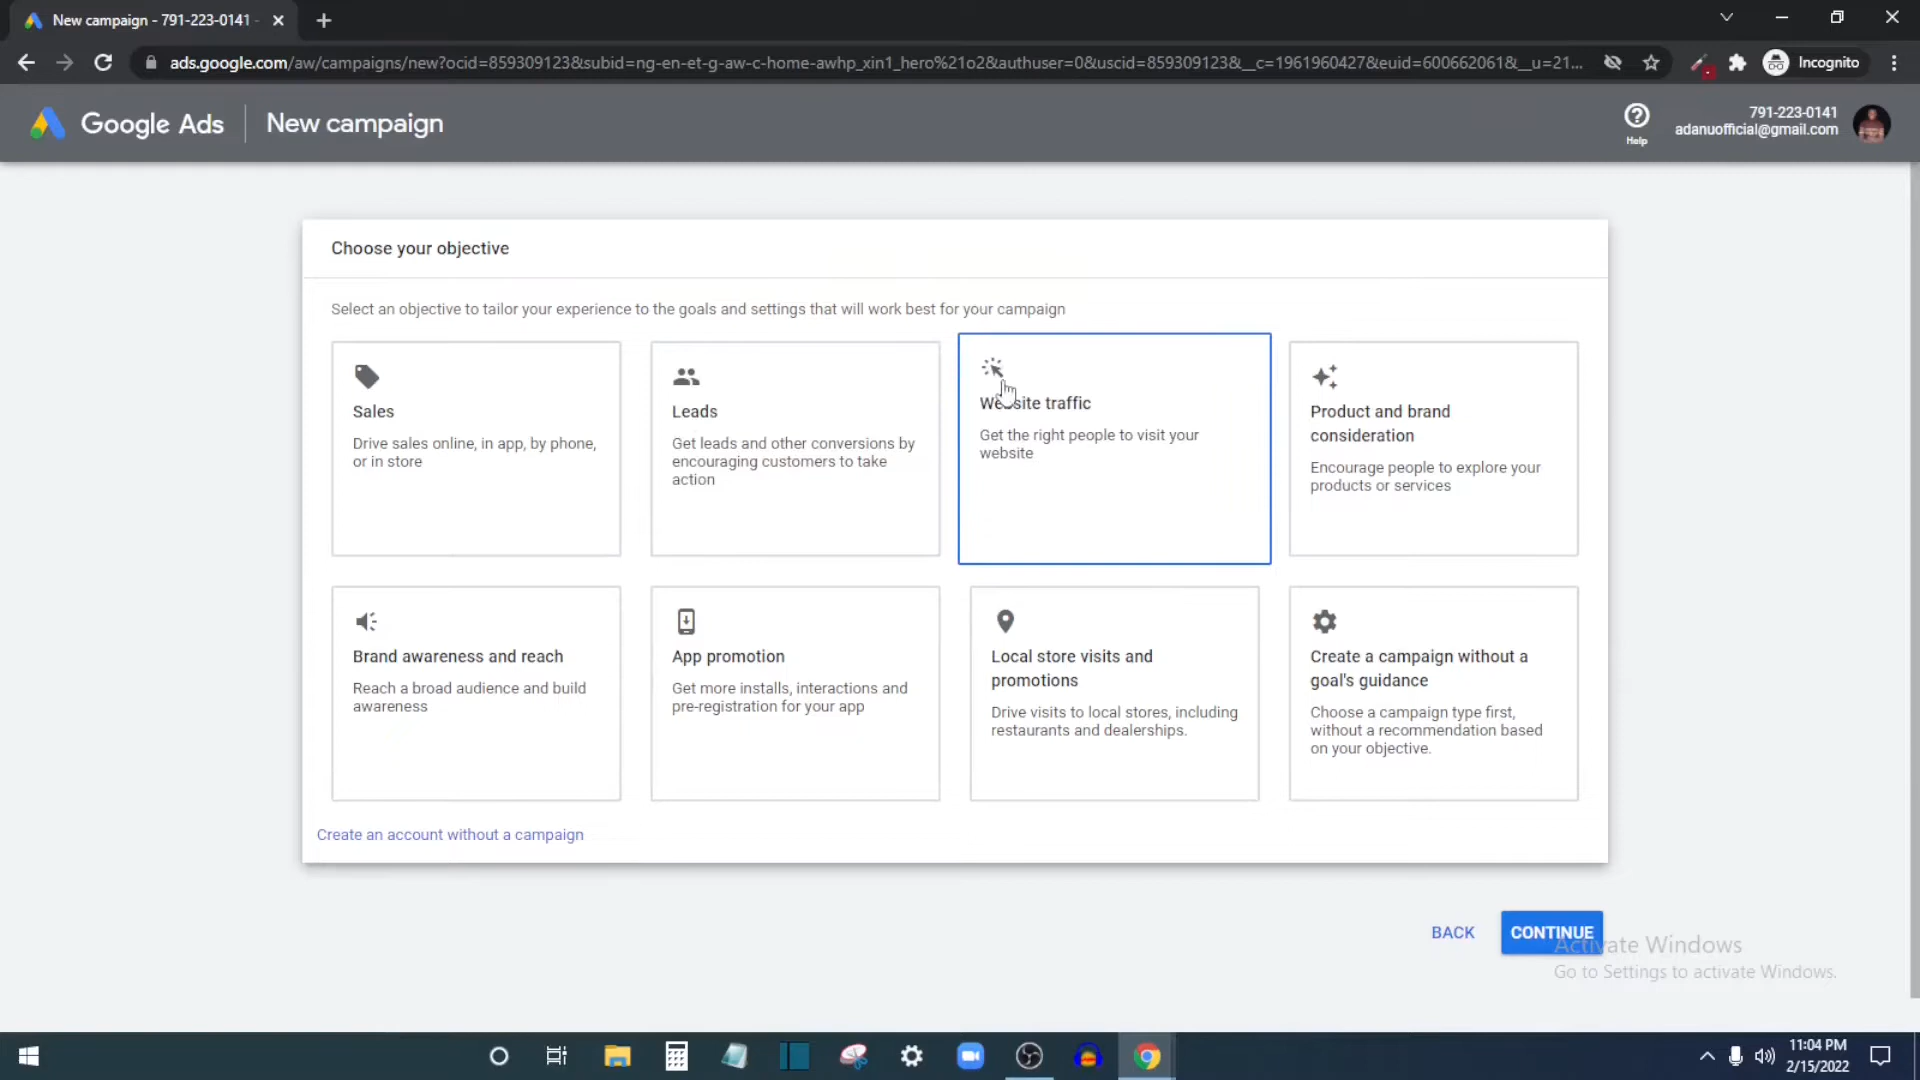 New campaign - 791-223-0141 -
ads.google.com/aw/campaigns/new?ocid=859309123&subid=ng-en-et-g-aw-c-home-awhp_xin1_hero%21o2&authuser=0&uscid=859309123&__c=1961960427&euid=600662061&__u=21...
Incognito
Google Ads
New campaign
Help
791-223-0141
adanuofficial@gmail.com
Choose your objective
Select an objective to tailor your experience to the goals and settings that will work best for your campaign
Sales
Drive sales online, in app, by phone,
or in store
Leads
Get leads and other conversions by
encouraging customers to take
action
Website traffic
Get the right people to visit your
website
Product and brand
consideration
Encourage people to explore your
products or services
Brand awareness and reach
Reach a broad audience and build
awareness
App promotion
Get more installs, interactions and
pre-registration for your app
Local store visits and
promotions
Drive visits to local stores, including
restaurants and dealerships.
Create a campaign without a
goal's guidance
Choose a campaign type first,
without a recommendation based
on your objective.
Create an account without a campaign
BACK
CONTINUE
Activate Windows
Go to Settings to activate Windows.
11:04 PM
2/15/2022